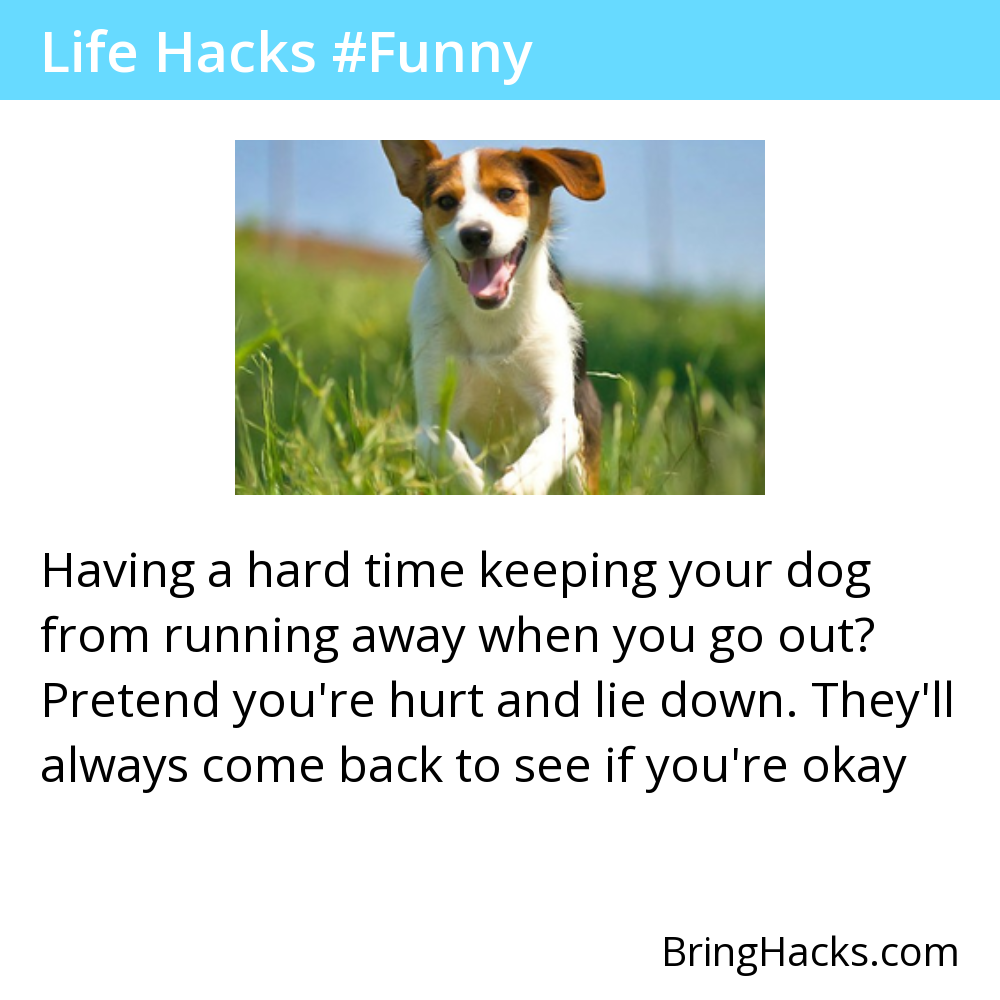 Life Hacks #Funny
Having a hard time keeping your dog
from running away when you go out?
Pretend you're hurt and lie down. They'll
always come back to see if you're okay
BringHacks.com